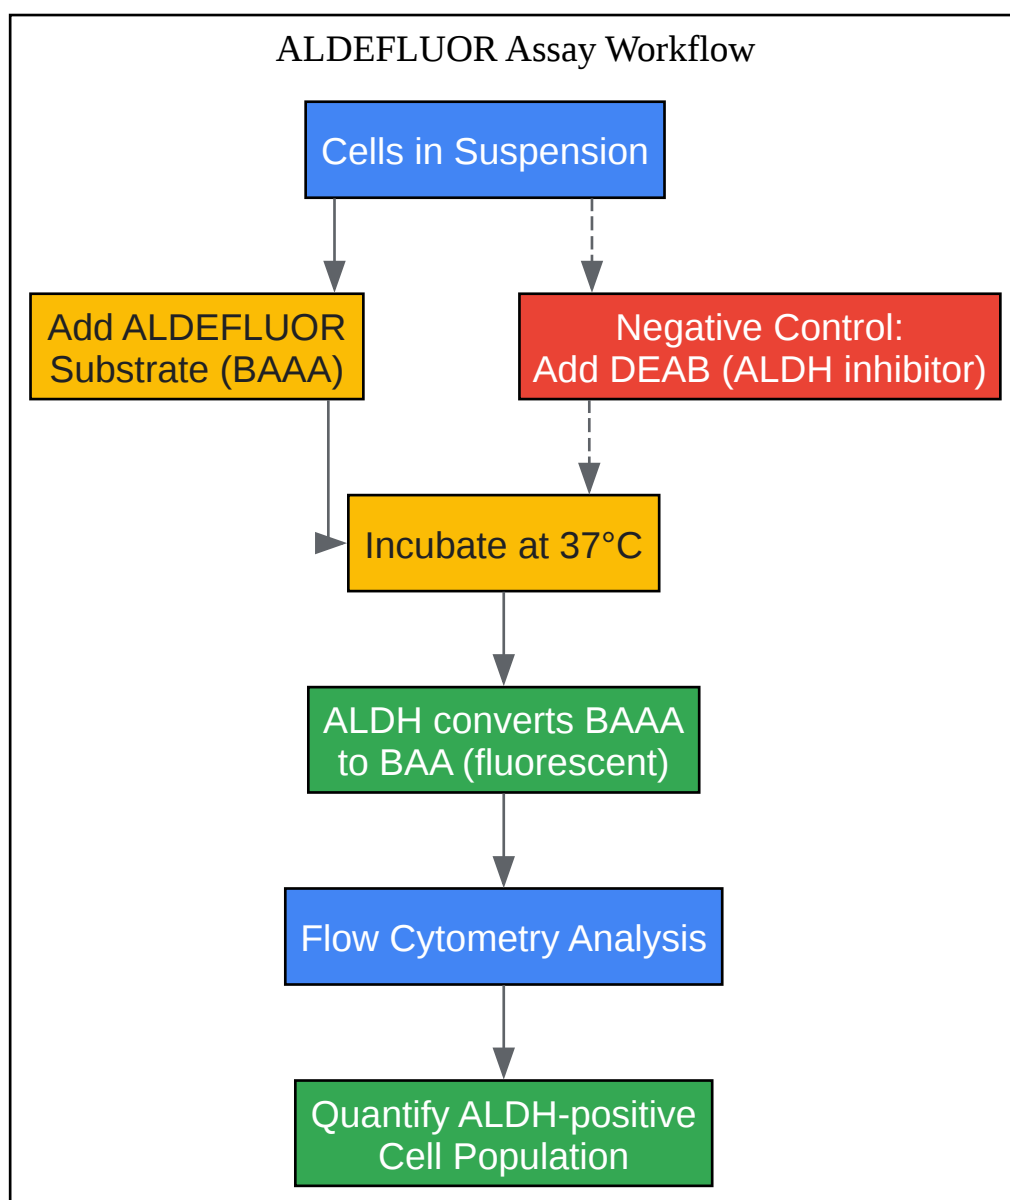 ALDEFLUOR Assay Workflow
Cells in Suspension
Add ALDEFLUOR
Substrate (BAAA)
Negative Control:
Add DEAB (ALDH inhibitor)
Incubate at 37°C
ALDH converts BAAA
to BAA (fluorescent)
Flow Cytometry Analysis
Quantify ALDH-positive
Cell Population